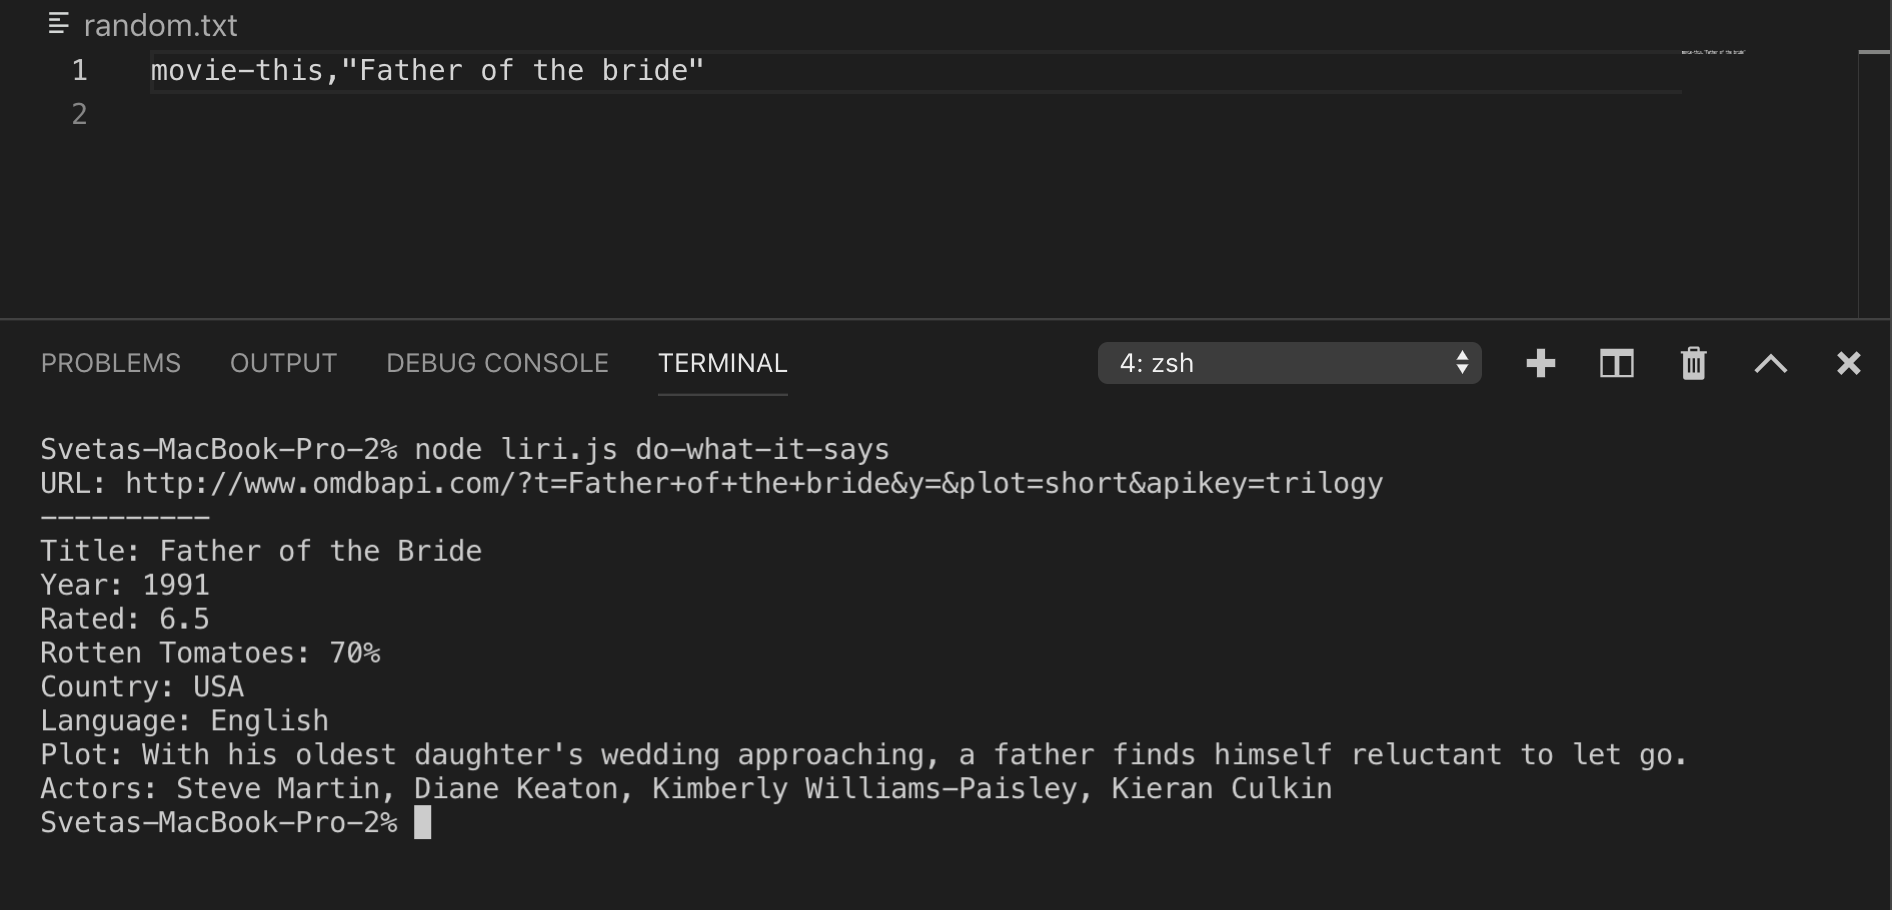 random.txt
1 movie-this,"Father of the bride"
2
PROBLEMS OUTPUT DEBUG CONSOLE TERMINAL 4: zsh
Svetas-MacBook-Pro-2% node liri.js do-what-it-says
URL: http://www.omdbapi.com/?t=Father+of+the+bride&y=&plot=short&apikey=trilogy
----------
Title: Father of the Bride
Year: 1991
Rated: 6.5
Rotten Tomatoes: 70%
Country: USA
Language: English
Plot: With his oldest daughter's wedding approaching, a father finds himself reluctant to let go.
Actors: Steve Martin, Diane Keaton, Kimberly Williams-Paisley, Kieran Culkin
Svetas-MacBook-Pro-2%